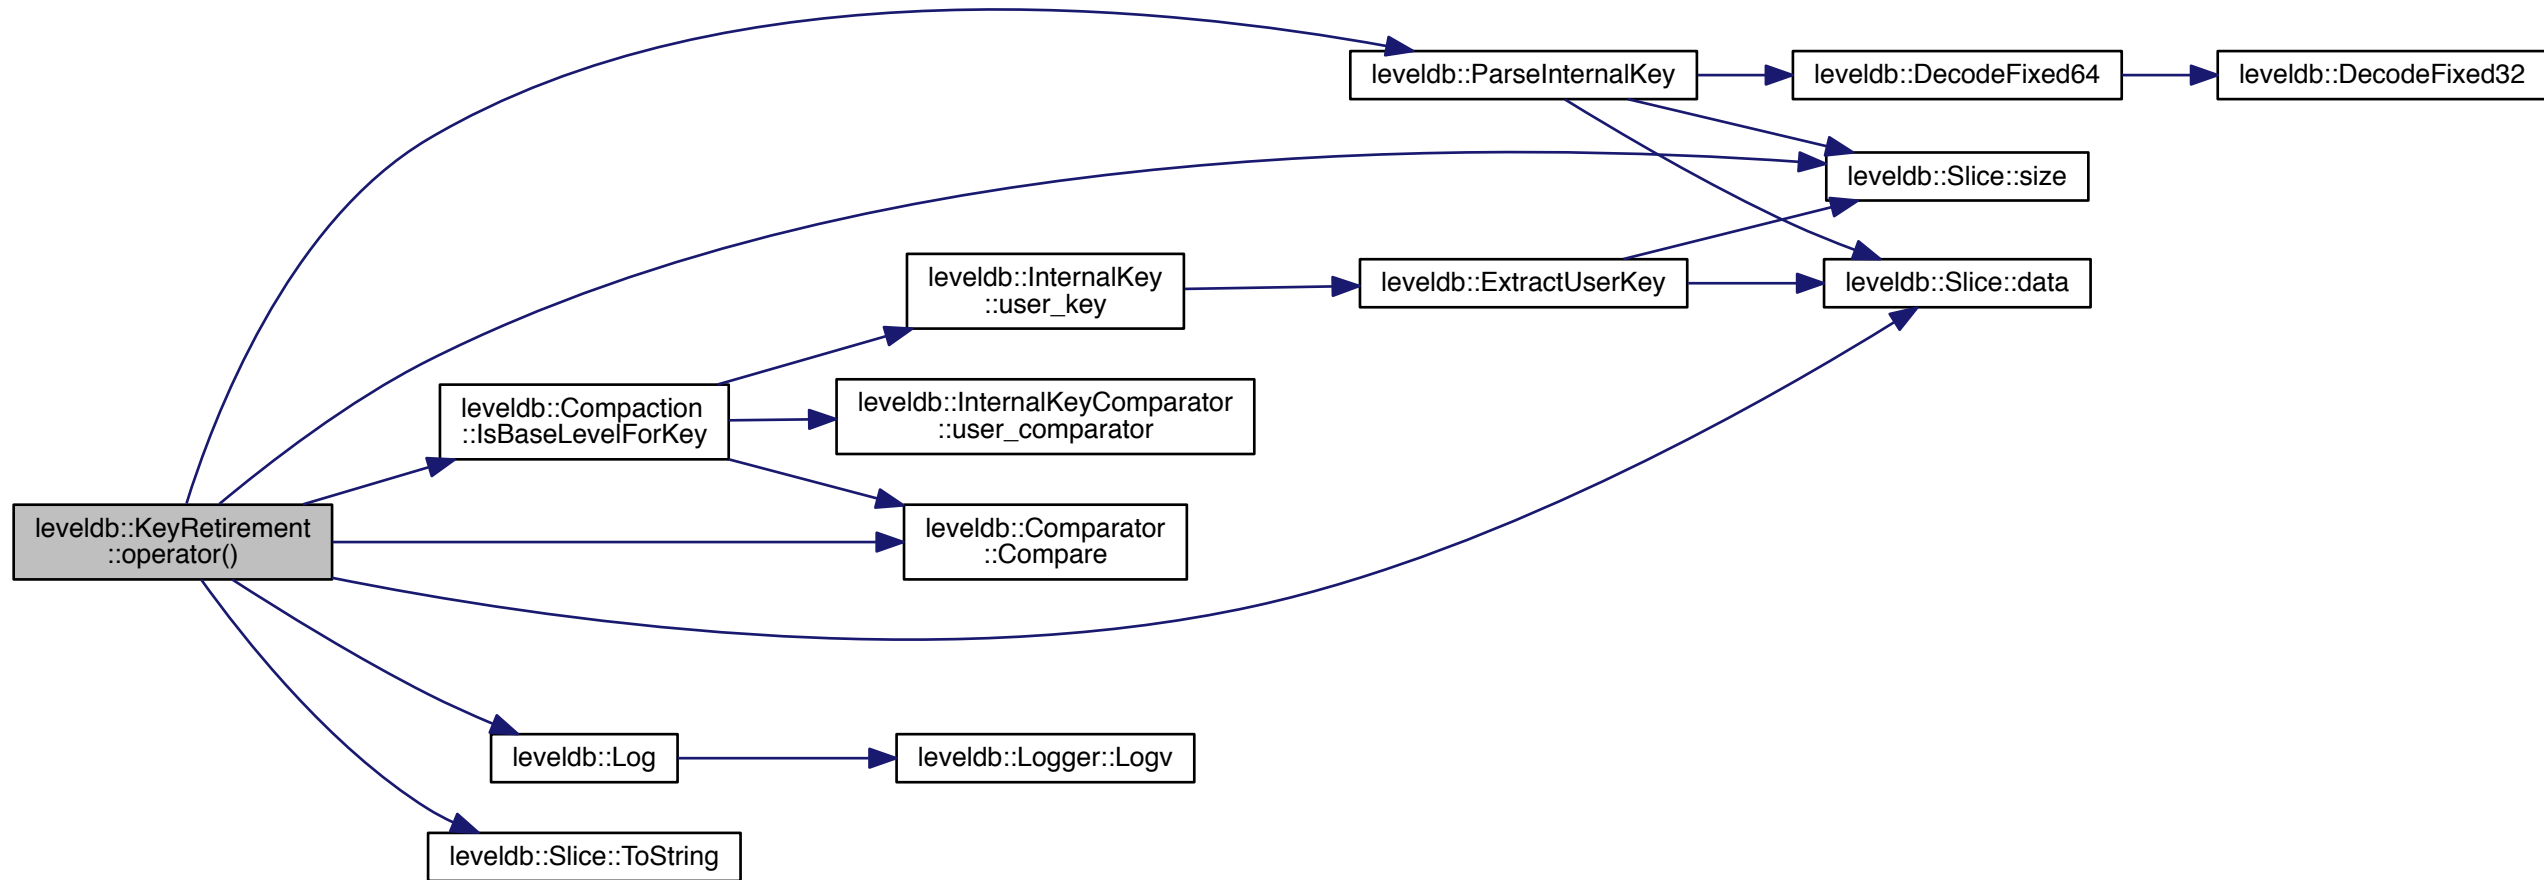 leveldb::ParseInternalKey
leveldb::DecodeFixed64
leveldb::DecodeFixed32
leveldb::Slice::size
leveldb::InternalKey
::user_key
leveldb::ExtractUserKey
leveldb::Slice::data
leveldb::Compaction
::IsBaseLevelForKey
leveldb::InternalKeyComparator
::user_comparator
leveldb::KeyRetirement
::operator()
leveldb::Comparator
::Compare
leveldb::Log
leveldb::Logger::Logv
leveldb::Slice::ToString